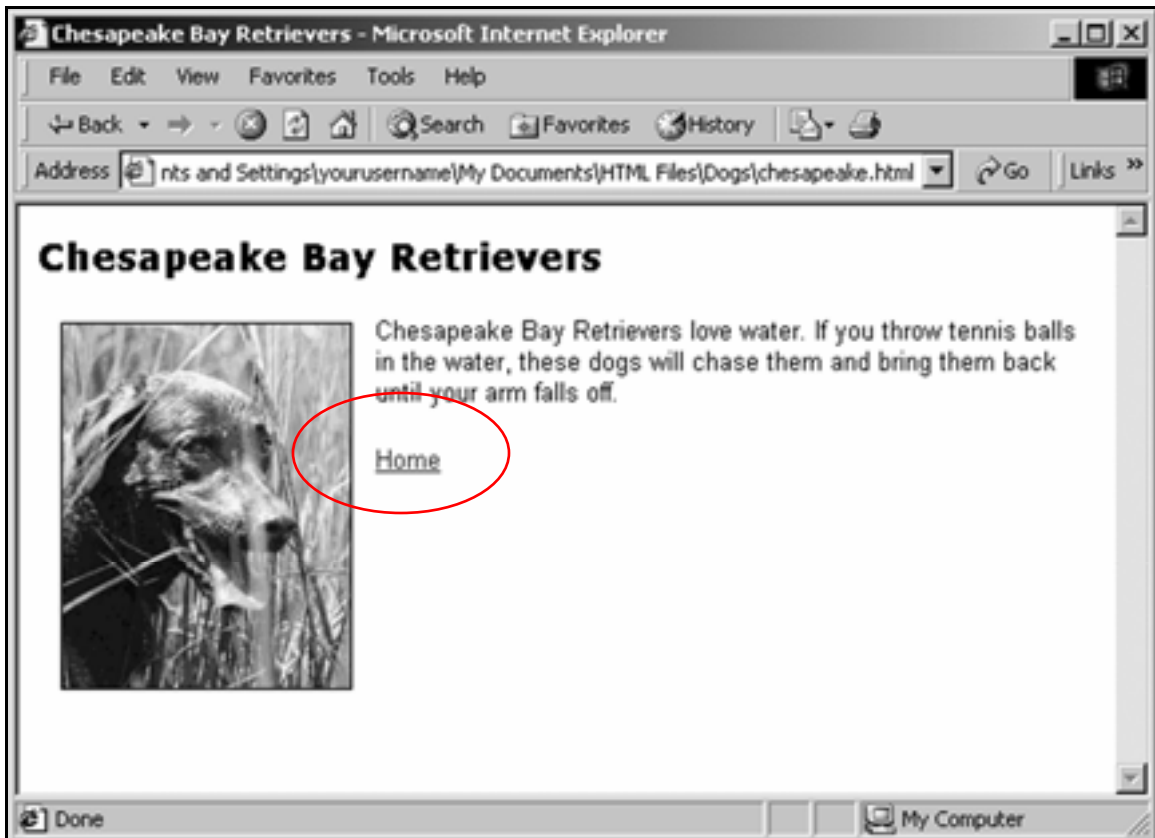 Chesapeake Bay Retrievers - Microsoft Internet Explorer
File Edit View Favorites Tools Help
Back Search Favorites History
Address nts and Settings\yourusername\My Documents\HTML Files\Dogs\chesapeake.html Go Links »
Chesapeake Bay Retrievers
Chesapeake Bay Retrievers love water. If you throw tennis balls
in the water, these dogs will chase them and bring them back
until your arm falls off.
Home
Done My Computer